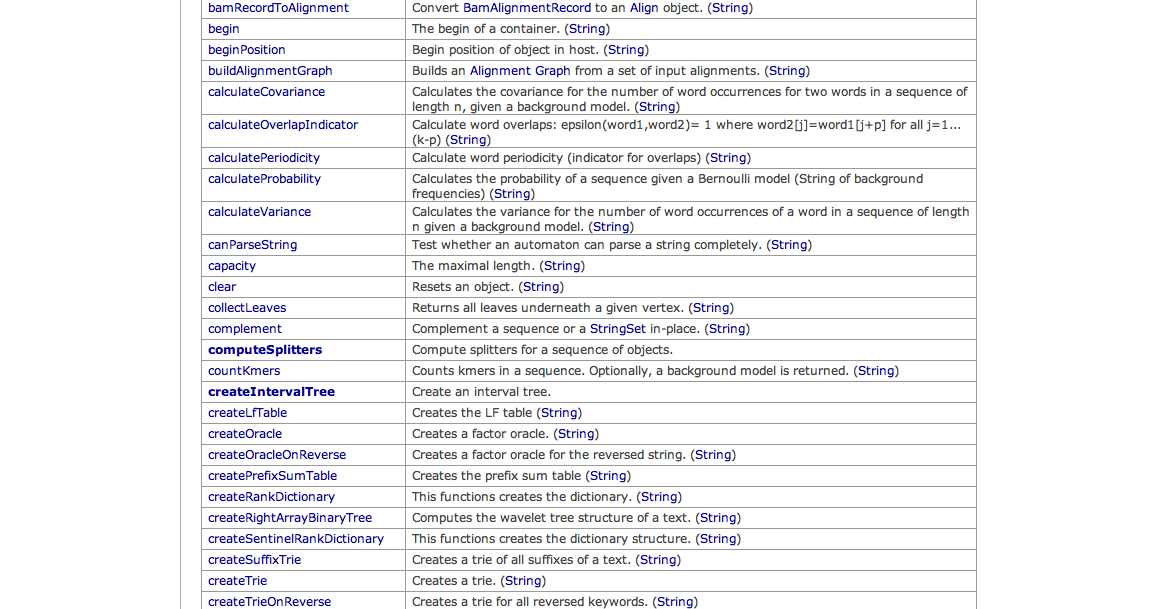 bamRecordToAlignment Convert BamAlignmentRecord to an Align object. (String)
begin The begin of a container. (String)
beginPosition Begin position of object in host. (String)
buildAlignmentGraph Builds an Alignment Graph from a set of input alignments. (String)
calculateCovariance Calculates the covariance for the number of word occurrences for two words in a sequence of
length n, given a background model. (String)
calculateOverlapIndicator Calculate word overlaps: epsilon(word1,word2)= 1 where word2[j]=word1[j+p] for all j=1...
(k-p) (String)
calculatePeriodicity Calculate word periodicity (indicator for overlaps) (String)
calculateProbability Calculates the probability of a sequence given a Bernoulli model (String of background
frequencies) (String)
calculateVariance Calculates the variance for the number of word occurrences of a word in a sequence of length
n given a background model. (String)
canParseString Test whether an automaton can parse a string completely. (String)
capacity The maximal length. (String)
clear Resets an object. (String)
collectLeaves Returns all leaves underneath a given vertex. (String)
complement Complement a sequence or a StringSet in-place. (String)
computeSplitters Compute splitters for a sequence of objects.
countKmers Counts kmers in a sequence. Optionally, a background model is returned. (String)
createIntervalTree Create an interval tree.
createLfTable Creates the LF table (String)
createOracle Creates a factor oracle. (String)
createOracleOnReverse Creates a factor oracle for the reversed string. (String)
createPrefixSumTable Creates the prefix sum table (String)
createRankDictionary This functions creates the dictionary. (String)
createRightArrayBinaryTree Computes the wavelet tree structure of a text. (String)
createSentinelRankDictionary This functions creates the dictionary structure. (String)
createSuffixTrie Creates a trie of all suffixes of a text. (String)
createTrie Creates a trie. (String)
createTrieOnReverse Creates a trie for all reversed keywords. (String)